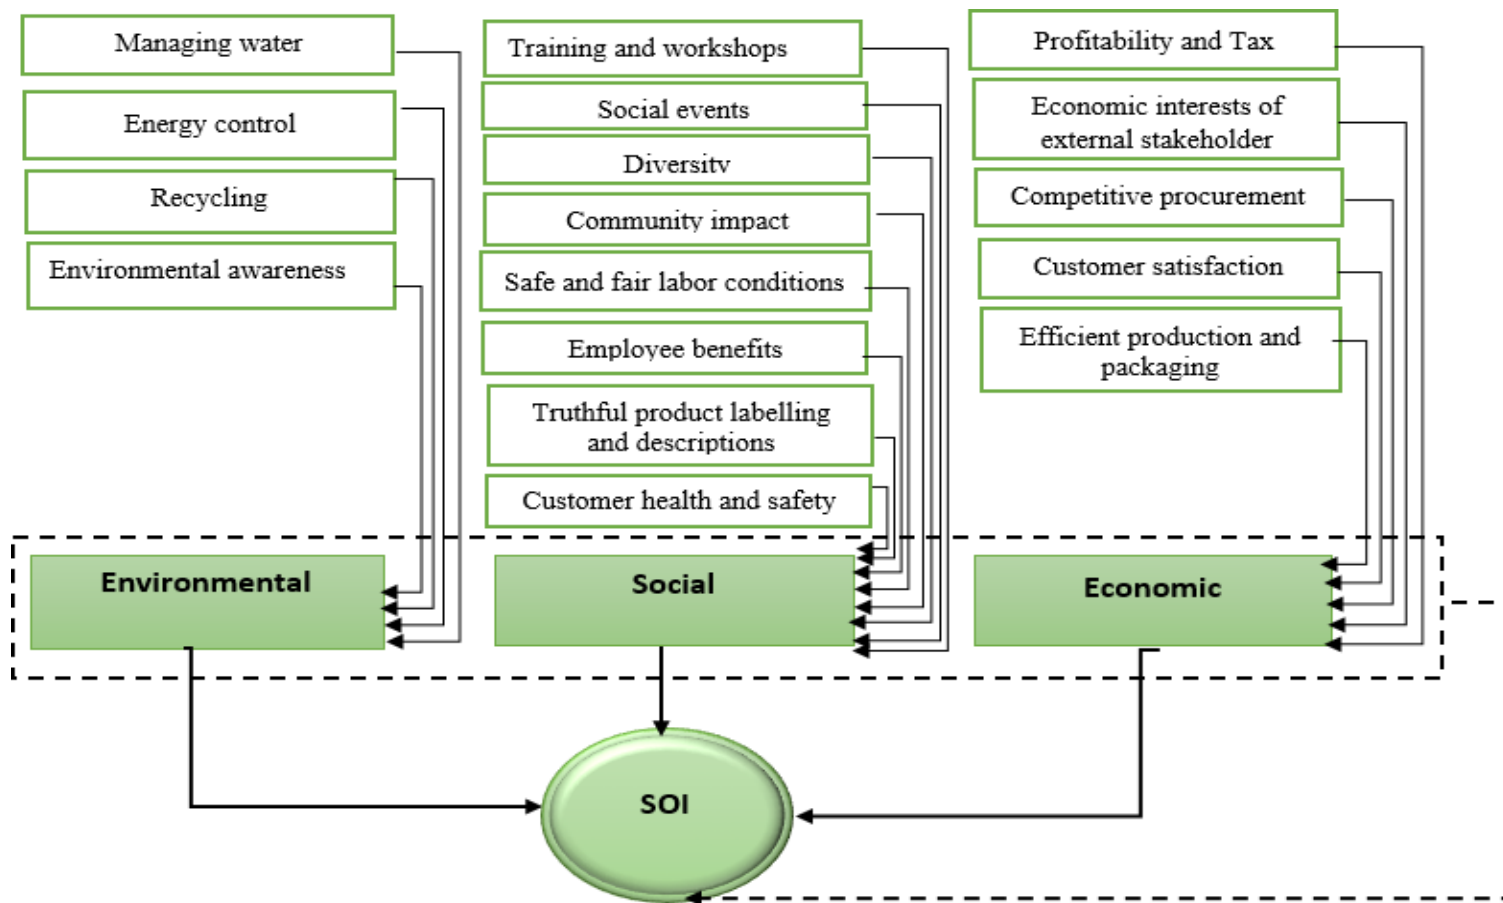 Managing water
Energy control
Recycling
Environmental awareness
Training and workshops
Social events
Diversity
Community impact
Safe and fair labor conditions
Employee benefits
Truthful product labelling
and descriptions
Customer health and safety
Profitability and Tax
Economic interests of
external stakeholder
Competitive procurement
Customer satisfaction
Efficient production and
packaging
Environmental
Social
Economic
SOI